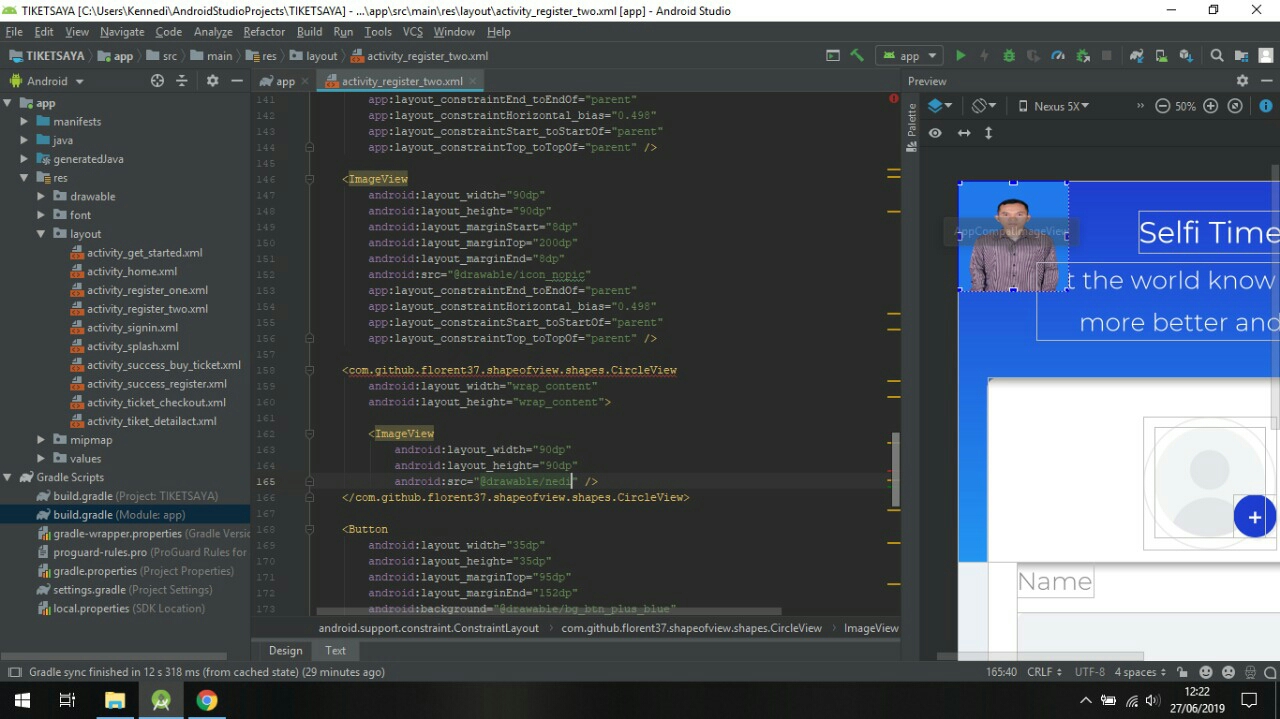 TIKETSAYA [C:\Users\Kennedi\AndroidStudioProjects\TIKETSAYA] - ...\app\src\main\res\layout\activity_register_two.xml [app] - Android Studio
File Edit View Navigate Code Analyze Refactor Build Run Tools VCS Window Help
TIKETSAYA app src main res layout activity_register_two.xml app
Android app activity_register_two.xml Preview
app
manifests
java
generatedJava
res
drawable
font
layout
activity_get_started.xml
activity_home.xml
activity_register_one.xml
activity_register_two.xml
activity_signin.xml
activity_splash.xml
activity_success_buy_ticket.xml
activity_success_register.xml
activity_ticket_checkout.xml
activity_tiket_detailact.xml
mipmap
values
Gradle Scripts
build.gradle (Project: TIKETSAYA)
build.gradle (Module: app)
gradle-wrapper.properties (Gradle Versio
proguard-rules.pro (ProGuard Rules for
gradle.properties (Project Properties)
settings.gradle (Project Settings)
local.properties (SDK Location)
141 app:layout_constraintEnd_toEndOf="parent"
142 app:layout_constraintHorizontal_bias="0.498"
143 app:layout_constraintStart_toStartOf="parent"
144 app:layout_constraintTop_toTopOf="parent" />
145
146 <ImageView
147 android:layout_width="90dp"
148 android:layout_height="90dp"
149 android:layout_marginStart="8dp"
150 android:layout_marginTop="200dp"
151 android:layout_marginEnd="8dp"
152 android:src="@drawable/icon_nopic"
153 app:layout_constraintEnd_toEndOf="parent"
154 app:layout_constraintHorizontal_bias="0.498"
155 app:layout_constraintStart_toStartOf="parent"
156 app:layout_constraintTop_toTopOf="parent" />
157
158 <com.github.florent37.shapeofview.shapes.CircleView
159 android:layout_width="wrap_content"
160 android:layout_height="wrap_content">
161
162 <ImageView
163 android:layout_width="90dp"
164 android:layout_height="90dp"
165 android:src="@drawable/nedi" />
166 </com.github.florent37.shapeofview.shapes.CircleView>
167
168 <Button
169 android:layout_width="35dp"
170 android:layout_height="35dp"
171 android:layout_marginTop="95dp"
172 android:layout_marginEnd="152dp"
173 android:background="@drawable/bg_btn_plus_blue"
android.support.constraint.ConstraintLayout com.github.florent37.shapeofview.shapes.CircleView ImageView
Design Text
Palette
Nexus 5X
50%
AppCompatImageView
Selfi Time
t the world know
more better and
+
Name
Gradle sync finished in 12 s 318 ms (from cached state) (29 minutes ago)
165:40 CRLF UTF-8 4 spaces
12:22
27/06/2019